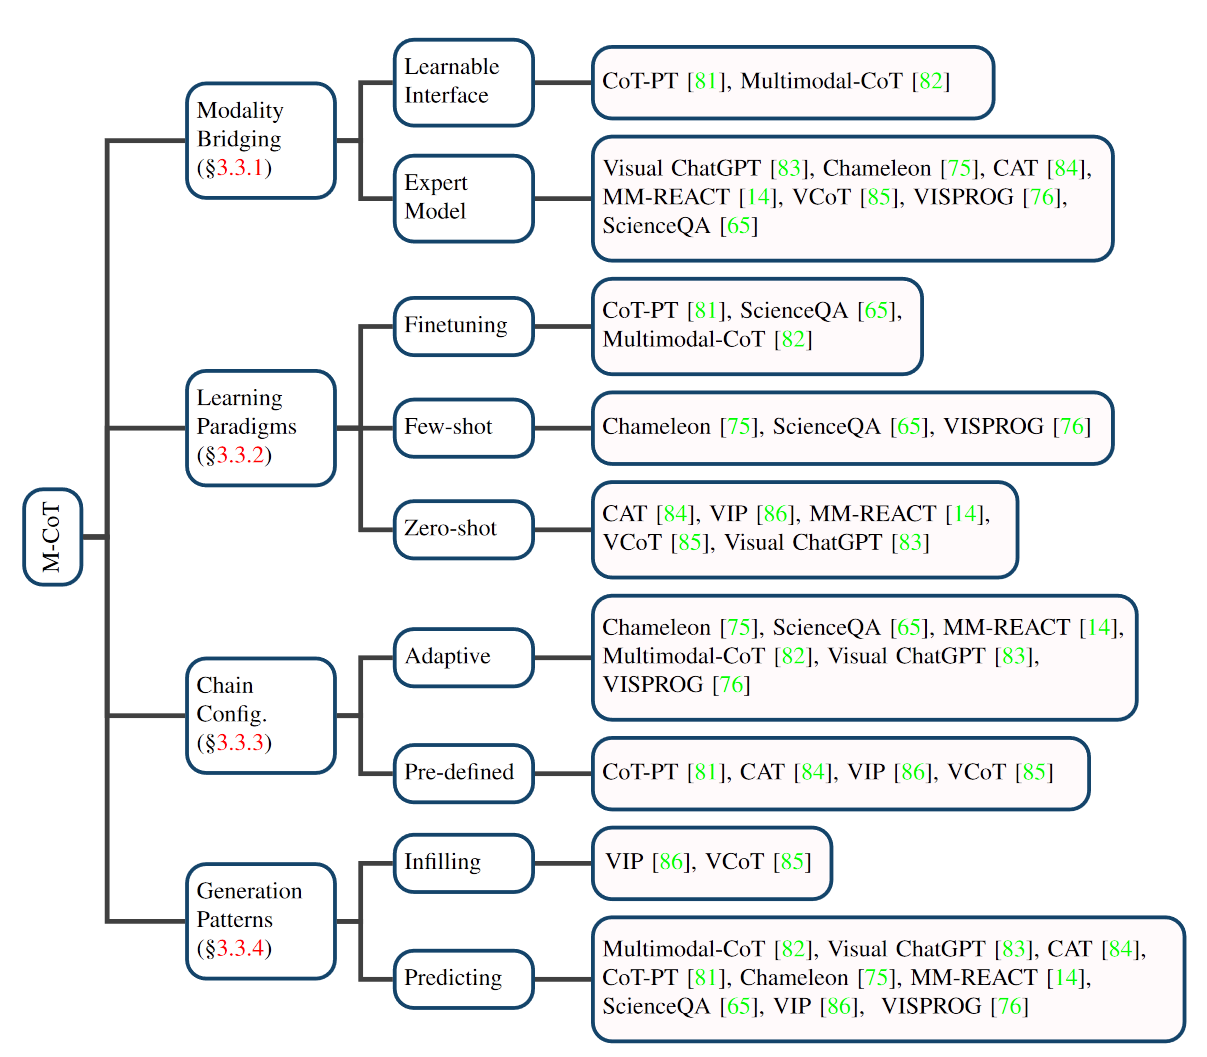 M-CoT
Modality
Bridging
(§3.3.1)
Learnable
Interface
CoT-PT [81], Multimodal-CoT [82]
Expert
Model
Visual ChatGPT [83], Chameleon [75], CAT [84],
MM-REACT [14], VCoT [85], VISPROG [76],
ScienceQA [65]
Learning
Paradigms
(§3.3.2)
Finetuning
CoT-PT [81], ScienceQA [65],
Multimodal-CoT [82]
Few-shot
Chameleon [75], ScienceQA [65], VISPROG [76]
Zero-shot
CAT [84], VIP [86], MM-REACT [14],
VCoT [85], Visual ChatGPT [83]
Chain
Config.
(§3.3.3)
Adaptive
Chameleon [75], ScienceQA [65], MM-REACT [14],
Multimodal-CoT [82], Visual ChatGPT [83],
VISPROG [76]
Pre-defined
CoT-PT [81], CAT [84], VIP [86], VCoT [85]
Generation
Patterns
(§3.3.4)
Infilling
VIP [86], VCoT [85]
Predicting
Multimodal-CoT [82], Visual ChatGPT [83], CAT [84],
CoT-PT [81], Chameleon [75], MM-REACT [14],
ScienceQA [65], VIP [86], VISPROG [76]